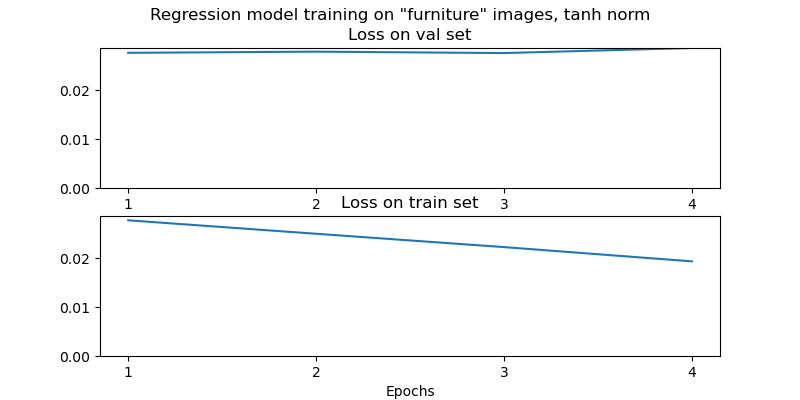 Regression model training on "furniture" images, tanh norm
Loss on val set
0.02
0.01
0.00
1 2 3 4
Loss on train set
0.02
0.01
0.00
1 2 3 4
Epochs